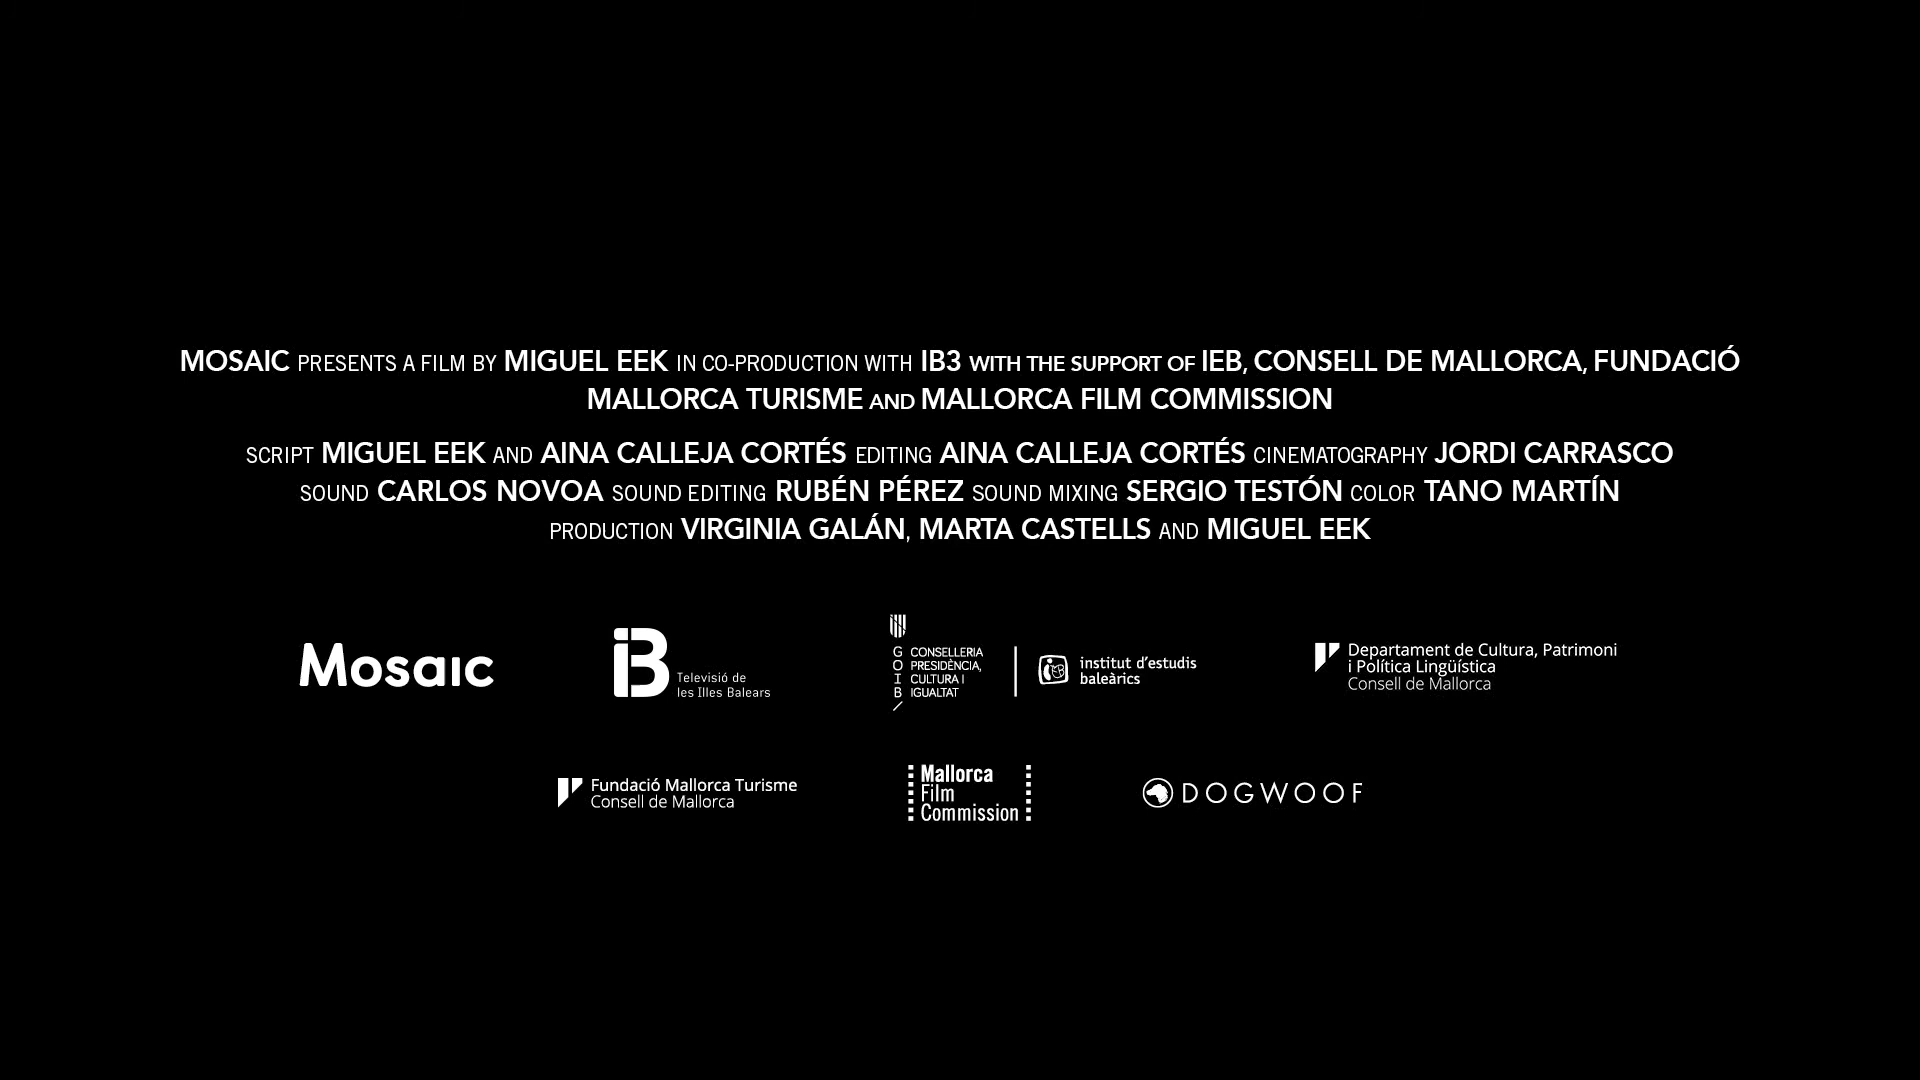 MOSAIC PRESENTS A FILM BY MIGUEL EEK IN CO-PRODUCTION WITH IB3 WITH THE SUPPORT OF IEB, CONSELL DE MALLORCA, FUNDACIÓ
MALLORCA TURISME AND MALLORCA FILM COMMISSION
SCRIPT MIGUEL EEK AND AINA CALLEJA CORTÉS EDITING AINA CALLEJA CORTÉS CINEMATOGRAPHY JORDI CARRASCO
SOUND CARLOS NOVOA SOUND EDITING RUBÉN PÉREZ SOUND MIXING SERGIO TESTÓN COLOR TANO MARTÍN
PRODUCTION VIRGINIA GALÁN, MARTA CASTELLS AND MIGUEL EEK
Mosaic
iB3
Televisió de
les Illes Balears
GOIB/
CONSELLERIA
PRESIDÈNCIA,
CULTURA I
IGUALTAT
institut d'estudis
baleàrics
Departament de Cultura, Patrimoni
i Política Lingüística
Consell de Mallorca
Fundació Mallorca Turisme
Consell de Mallorca
Mallorca
Film
Commission
DOGWOOF